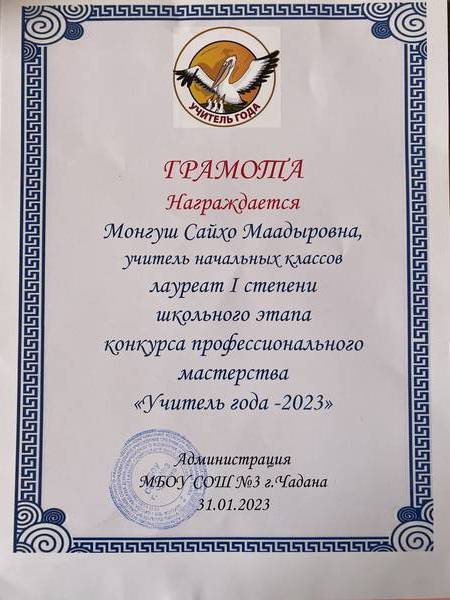 УЧИТЕЛЬ ГОДА
ГРАМОТА
Награждается
Монгуш Сайхо Маадыровна,
учитель начальных классов
лауреат I степени
школьного этапа
конкурса профессионального
мастерства
«Учитель года -2023»
Администрация
МБОУ СОШ №3 г.Чадана
31.01.2023